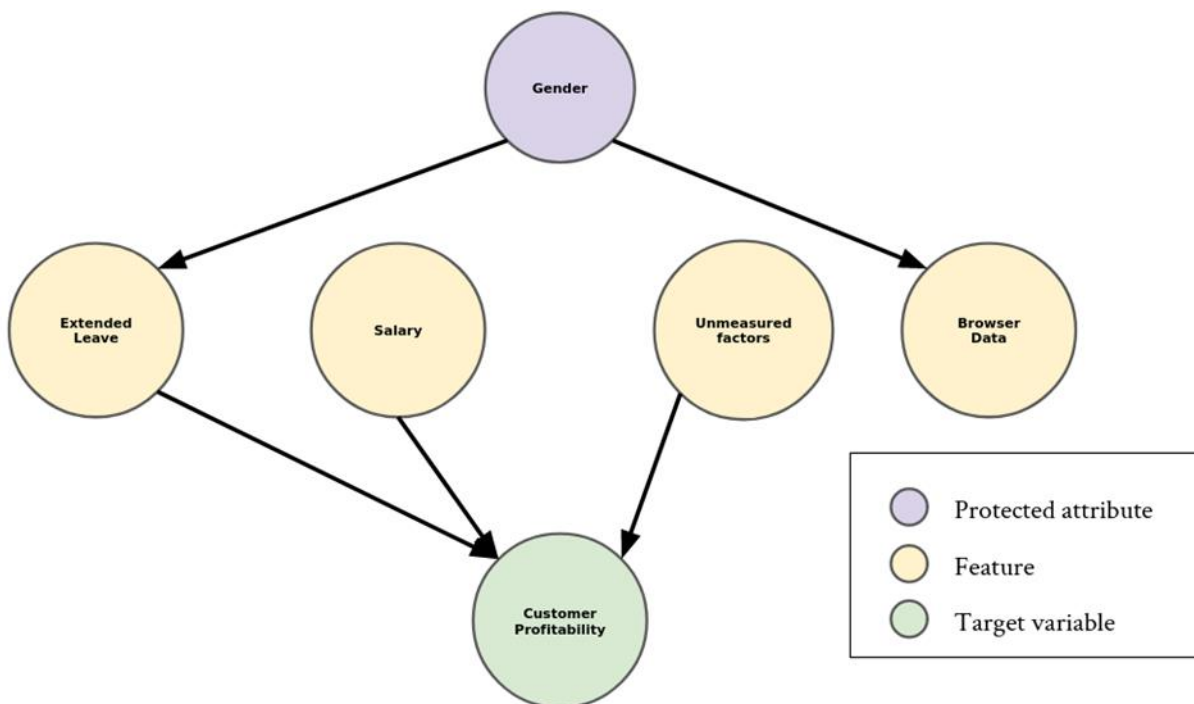 Gender
Extended
Leave
Salary
Unmeasured
factors
Browser
Data
Customer
Profitability
Protected attribute
Feature
Target variable